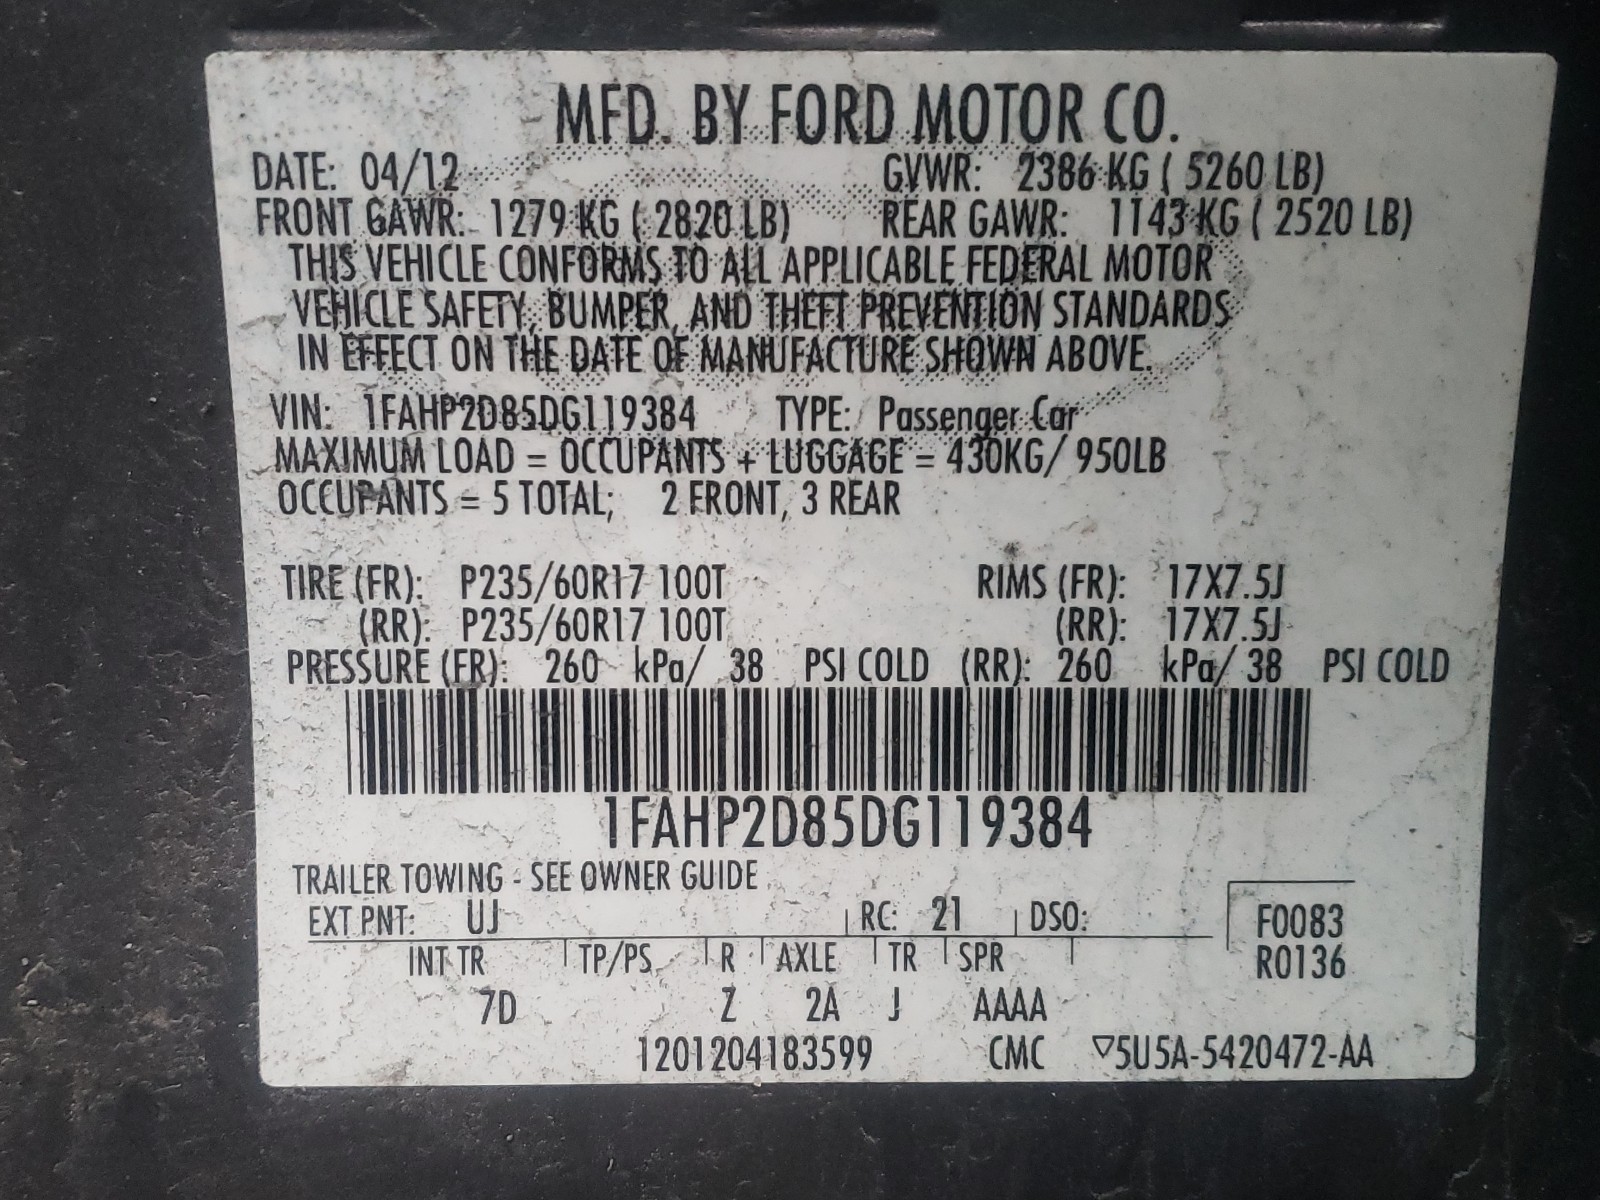 MFD. BY FORD MOTOR CO.
DATE: 04/12 GVWR: 2386 KG ( 5260 LB)
FRONT GAWR: 1279 KG ( 2820 LB) REAR GAWR: 1143 KG ( 2520 LB)
THIS VEHICLE CONFORMS TO ALL APPLICABLE FEDERAL MOTOR
VEHICLE SAFETY, BUMPER, AND THEFT PREVENTION STANDARDS
IN EFFECT ON THE DATE OF MANUFACTURE SHOWN ABOVE.
VIN: 1FAHP2D85DG119384 TYPE: Passenger Car
MAXIMUM LOAD = OCCUPANTS + LUGGAGE = 430KG/ 950LB
OCCUPANTS = 5 TOTAL; 2 FRONT, 3 REAR
TIRE (FR): P235/60R17 100T RIMS (FR): 17X7.5J
(RR): P235/60R17 100T (RR): 17X7.5J
PRESSURE (FR): 260 kPa/ 38 PSI COLD (RR): 260 kPa/ 38 PSI COLD
1FAHP2D85DG119384
TRAILER TOWING - SEE OWNER GUIDE
EXT PNT: UJ RC: 21 DSO: F0083
INT TR TP/PS R AXLE TR SPR R0136
7D Z 2A J AAAA
1201204183599 CMC ▽5U5A-5420472-AA